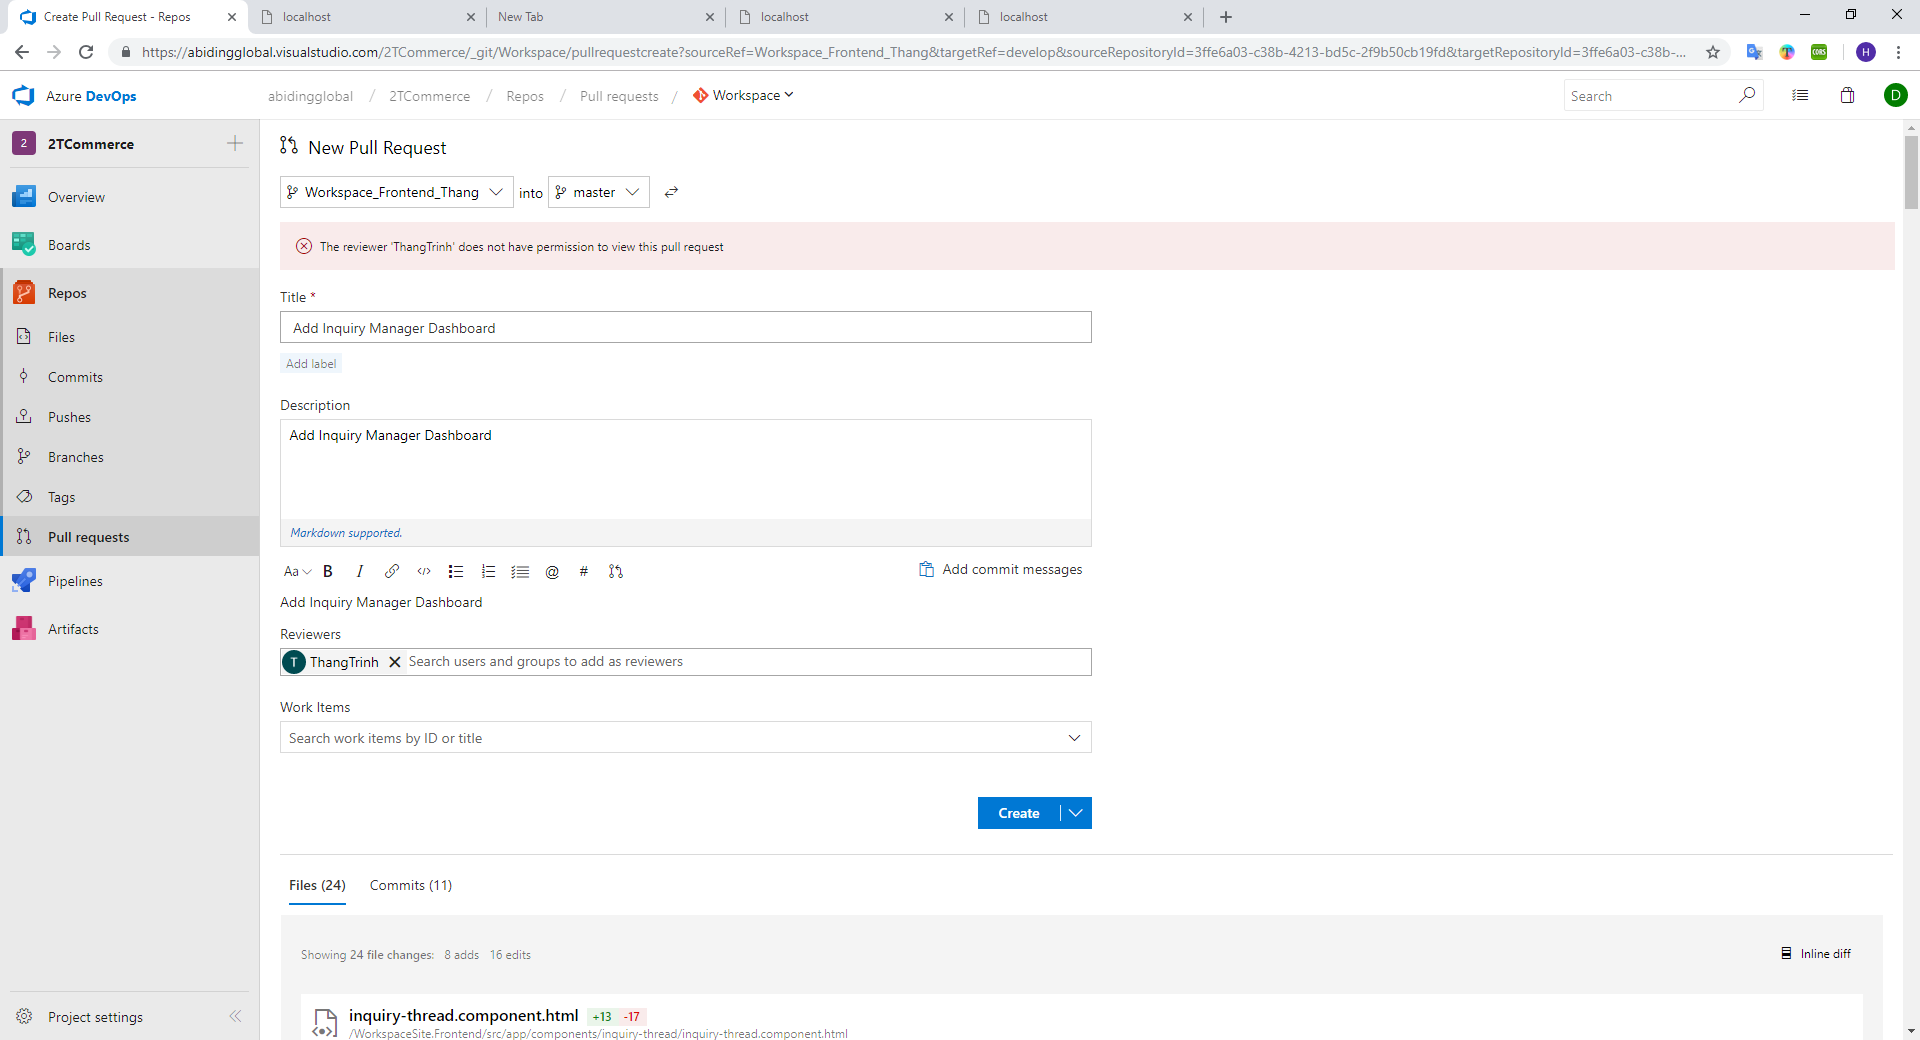 Create Pull Request - Repos
localhost
New Tab
localhost
localhost
https://abidingglobal.visualstudio.com/2TCommerce/_git/Workspace/pullrequestcreate?sourceRef=Workspace_Frontend_Thang&targetRef=develop&sourceRepositoryId=3ffe6a03-c38b-4213-bd5c-2f9b50cb19fd&targetRepositoryId=3ffe6a03-c38b-...
CORS
H
Azure DevOps
abidingglobal / 2TCommerce / Repos / Pull requests / Workspace
Search
D
2 2TCommerce
Overview
Boards
Repos
Files
Commits
Pushes
Branches
Tags
Pull requests
Pipelines
Artifacts
Project settings
New Pull Request
Workspace_Frontend_Thang into master
The reviewer 'ThangTrinh' does not have permission to view this pull request
Title *
Add Inquiry Manager Dashboard
Add label
Description
Add Inquiry Manager Dashboard
Markdown supported.
Aa B I </> @ # Add commit messages
Add Inquiry Manager Dashboard
Reviewers
T ThangTrinh Search users and groups to add as reviewers
Work Items
Search work items by ID or title
Create
Files (24) Commits (11)
Showing 24 file changes: 8 adds 16 edits
Inline diff
inquiry-thread.component.html +13 -17
/WorkspaceSite.Frontend/src/app/components/inquiry-thread/inquiry-thread.component.html